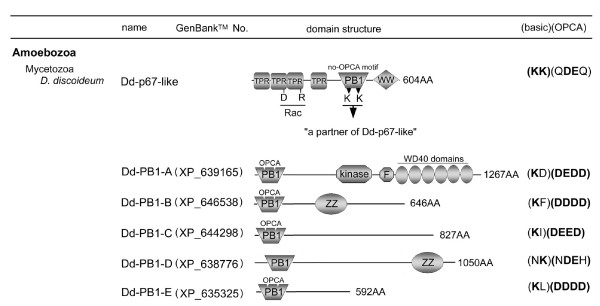 name GenBank™ No. domain structure (basic)(OPCA)
Amoebozoa
Mycetozoa
D. discoideum
no-OPCA motif
Dd-p67-like TPR TPR TPR TPR PB1 WW 604AA (KK)(QDEQ)
D R K K
Rac
"a partner of Dd-p67-like"
OPCA WD40 domains
Dd-PB1-A (XP_639165) PB1 kinase F 1267AA (KD)(DEDD)
OPCA
Dd-PB1-B (XP_646538) PB1 ZZ 646AA (KF)(DDDD)
OPCA
Dd-PB1-C (XP_644298) PB1 827AA (KI)(DEED)
Dd-PB1-D (XP_638776) PB1 ZZ 1050AA (NK)(NDEH)
OPCA
Dd-PB1-E (XP_635325) PB1 592AA (KL)(DDDD)